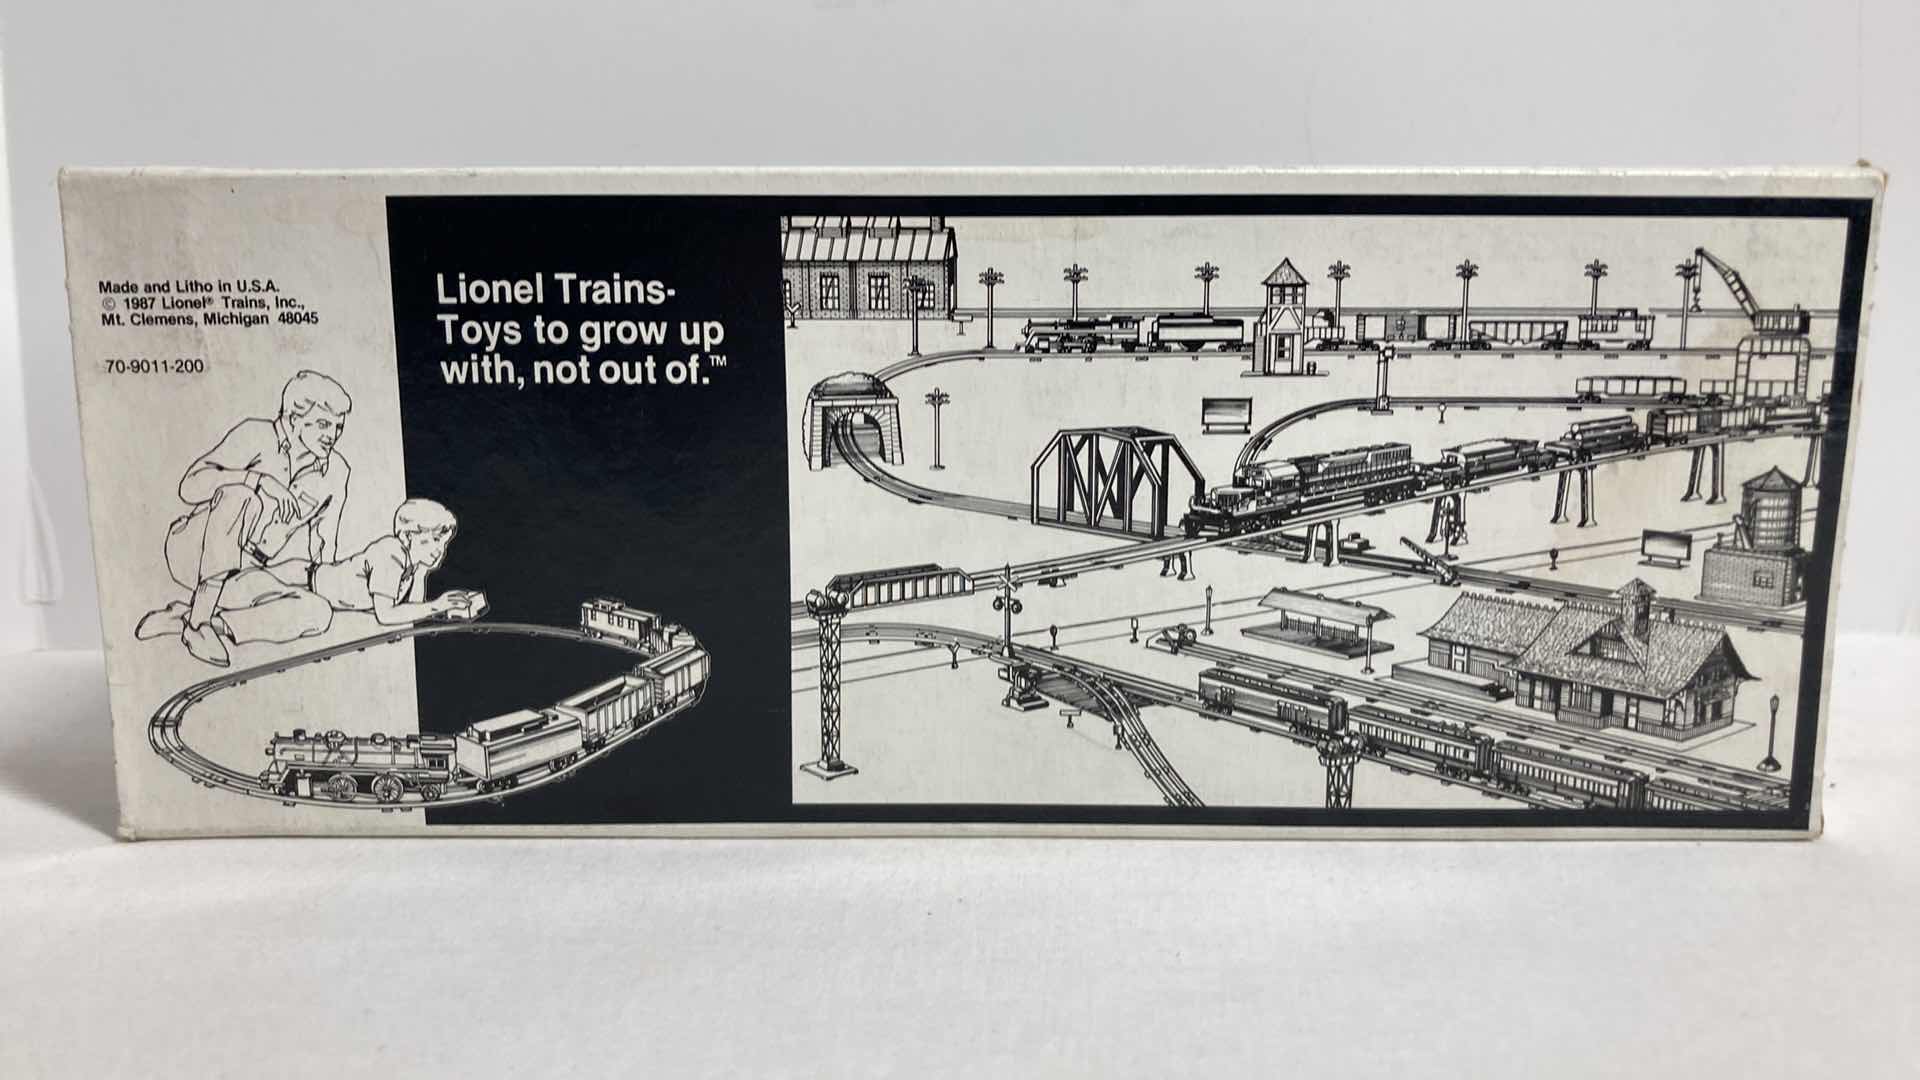 Made and Litho in U.S.A.
© 1987 Lionel® Trains, Inc.,
Mt. Clemens, Michigan 48045
70-9011-200
Lionel Trains-
Toys to grow up
with, not out of.™